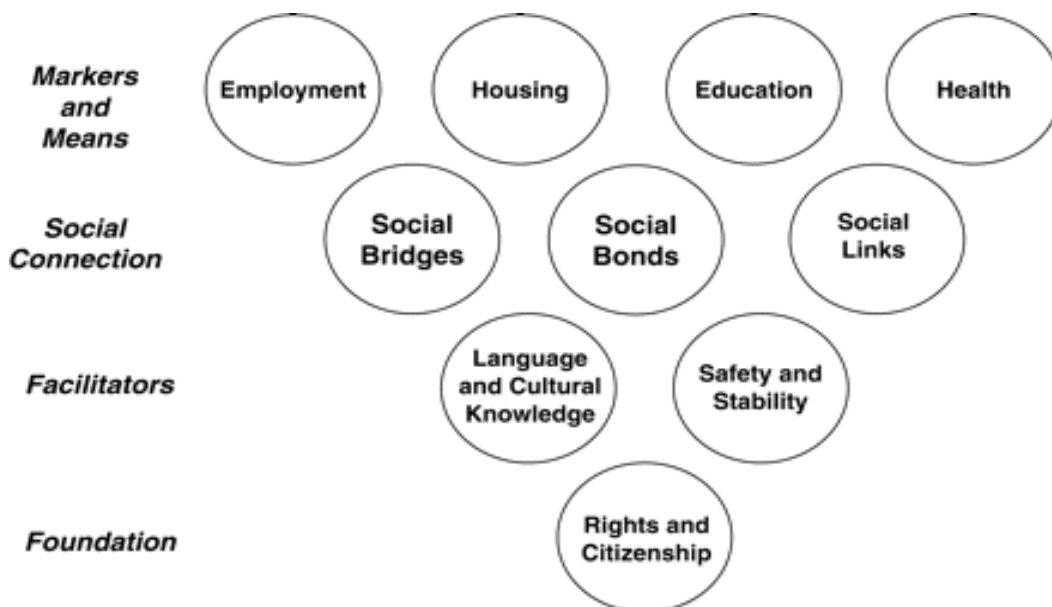 Markers
and
Means
Employment
Housing
Education
Health
Social
Connection
Social
Bridges
Social
Bonds
Social
Links
Facilitators
Language
and Cultural
Knowledge
Safety and
Stability
Foundation
Rights and
Citizenship